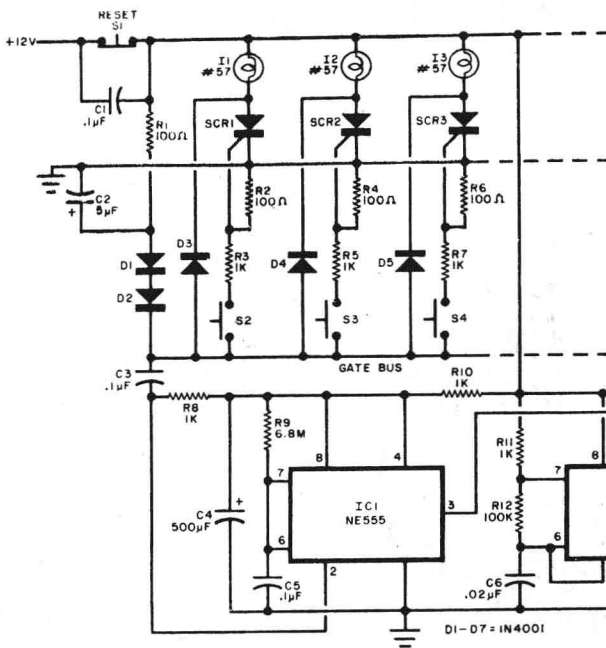 RESET
S1
+12V
I1
#57
I2
#57
I3
#57
C1
.1µF
R1
100Ω
SCR1
SCR2
SCR3
C2
5µF
+
R2
100Ω
R4
100Ω
R6
100Ω
D1
D2
D3
D4
D5
R3
1K
R5
1K
R7
1K
S2
S3
S4
GATE BUS
C3
.1µF
R8
1K
R10
1K
R9
6.8M
R11
1K
R12
100K
8
4
8
7
7
IC1
NE555
3
C4
500µF
+
6
6
2
C5
.1µF
C6
.02µF
D1-D7=1N4001